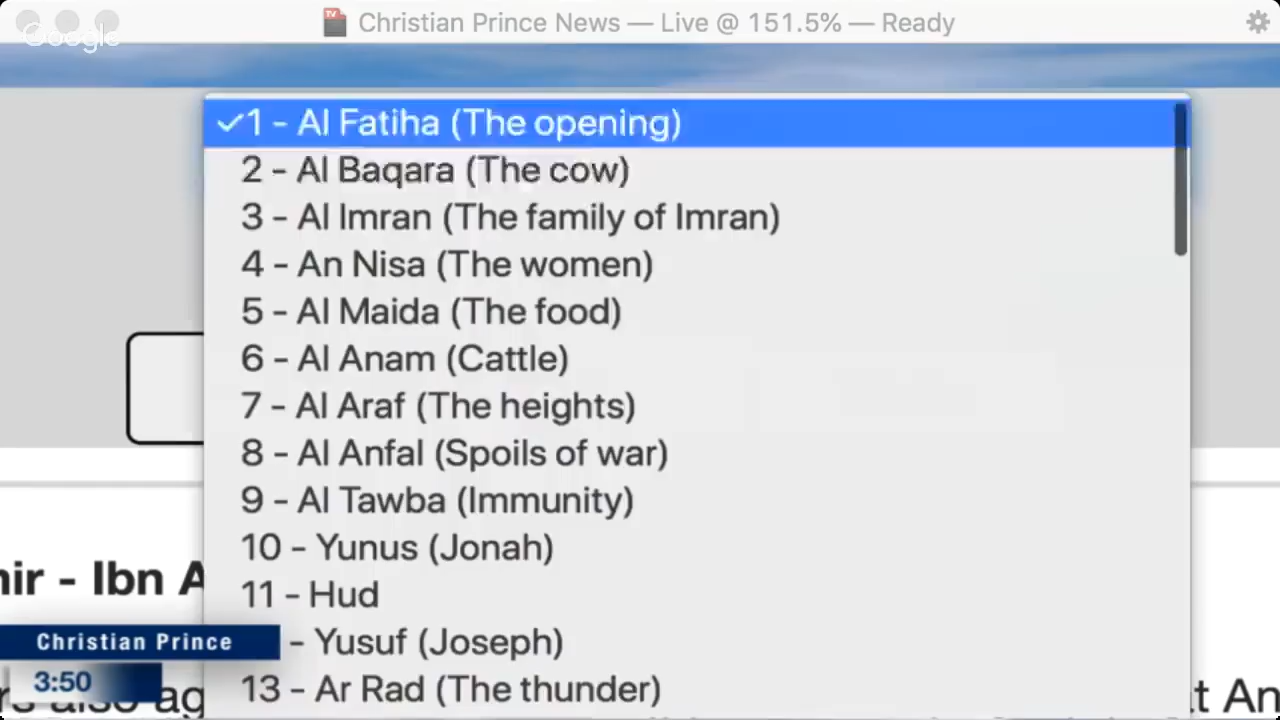 Google
TV
Christian Prince News — Live @ 151.5% — Ready
✓1 - Al Fatiha (The opening)
2 - Al Baqara (The cow)
3 - Al Imran (The family of Imran)
4 - An Nisa (The women)
5 - Al Maida (The food)
6 - Al Anam (Cattle)
7 - Al Araf (The heights)
8 - Al Anfal (Spoils of war)
9 - Al Tawba (Immunity)
10 - Yunus (Jonah)
- Ibn
11 - Hud
Christian Prince
- Yusuf (Joseph)
3:50
13 - Ar Rad (The thunder)
An